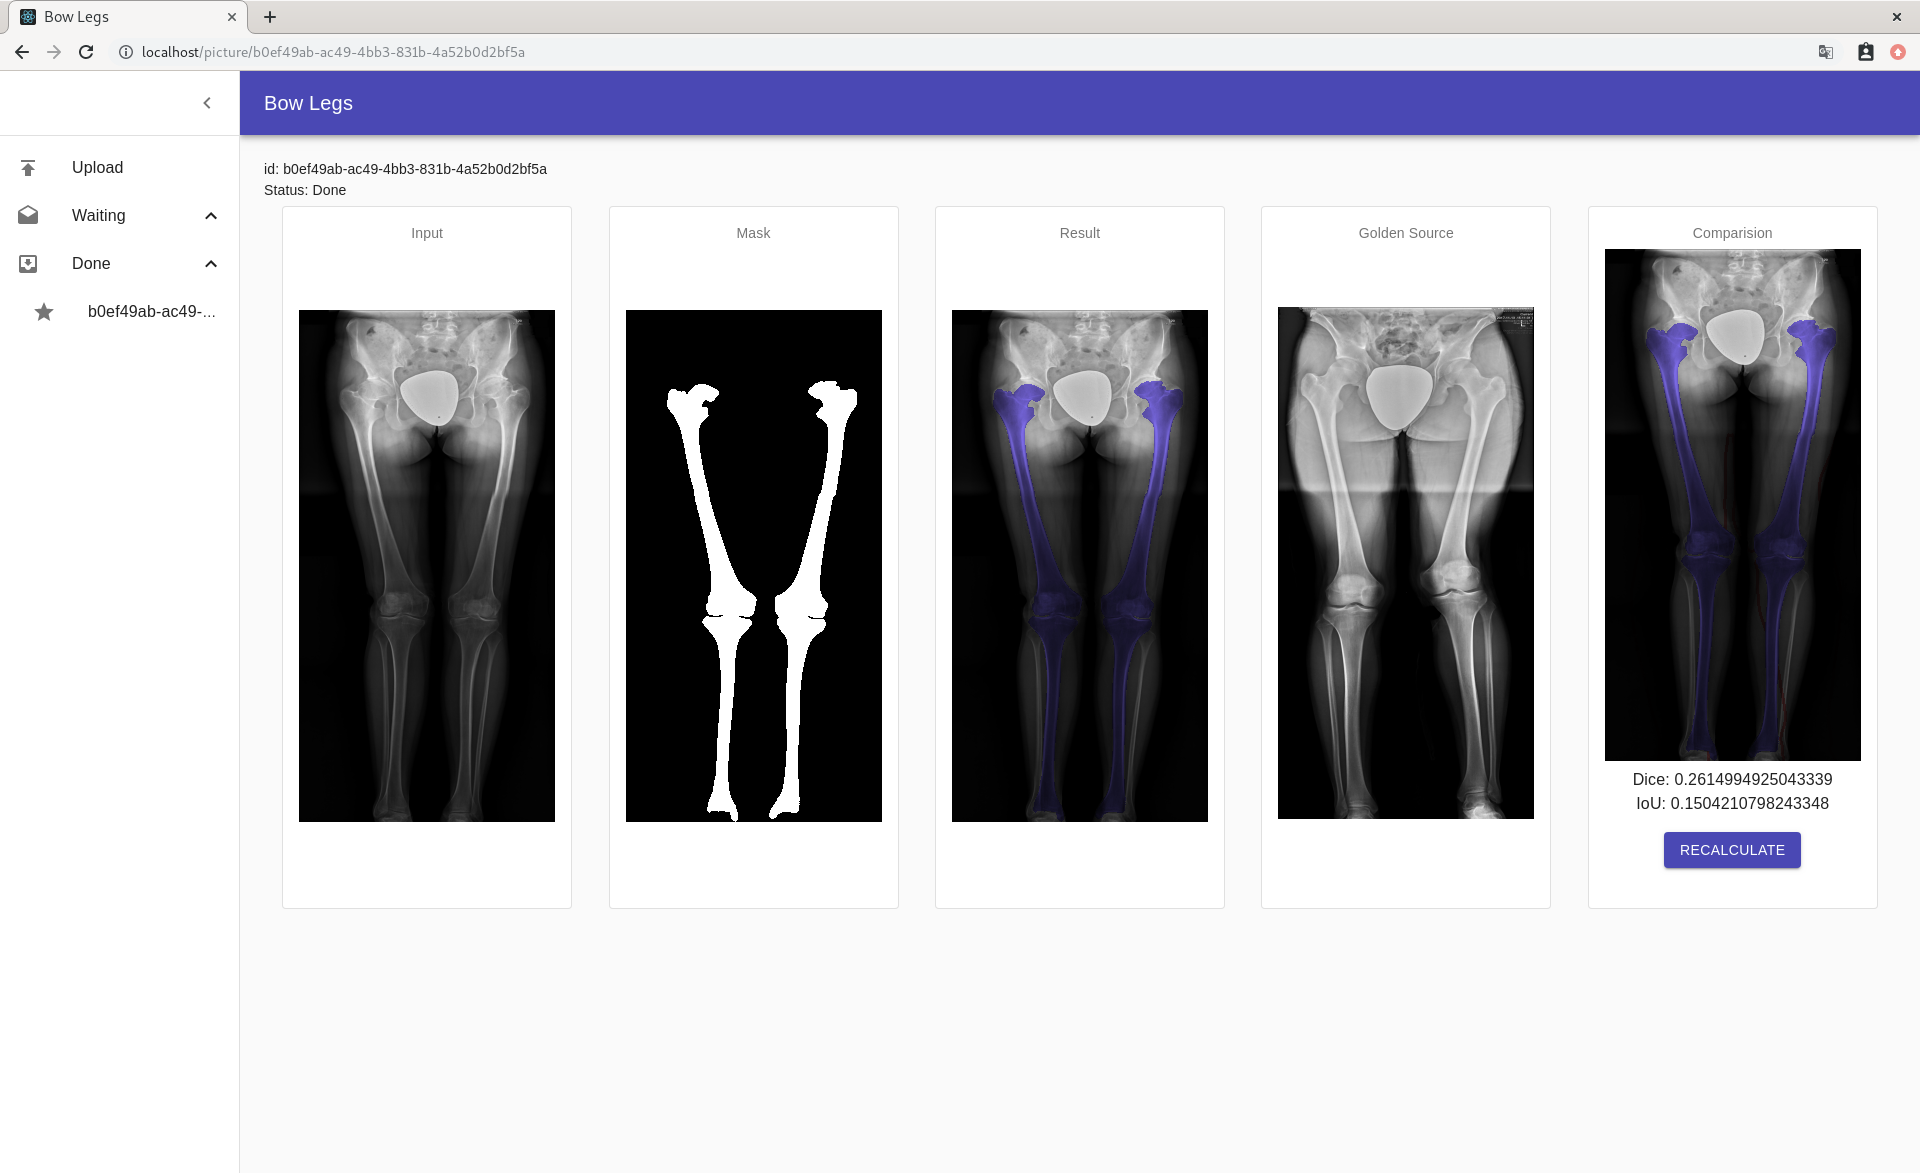 Bow Legs
localhost/picture/b0ef49ab-ac49-4bb3-831b-4a52b0d2bf5a
Bow Legs
Upload
Waiting
Done
b0ef49ab-ac49-...
id: b0ef49ab-ac49-4bb3-831b-4a52b0d2bf5a
Status: Done
Input
Mask
Result
Golden Source
Comparision
Dice: 0.2614994925043339
IoU: 0.1504210798243348
RECALCULATE